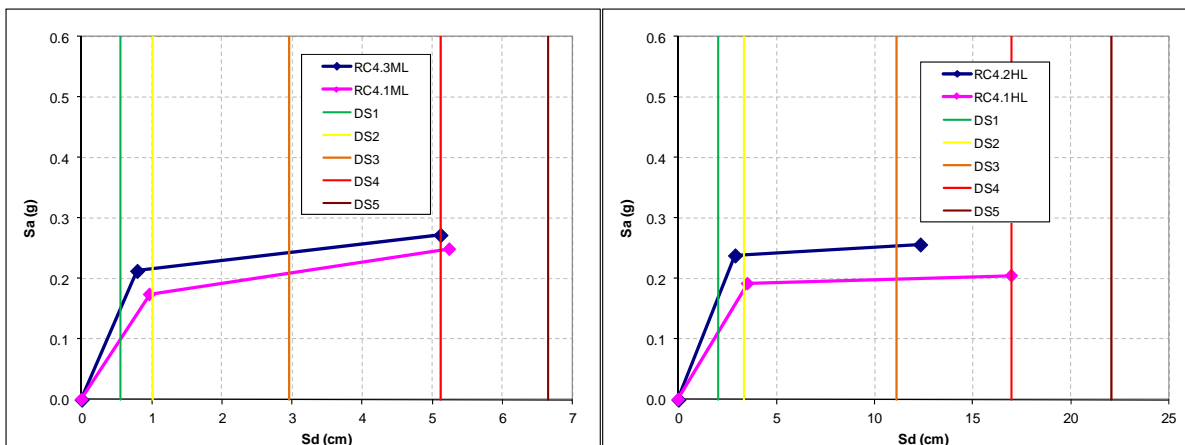 0.6
0.5
0.4
0.3
0.2
0.1
0.0
Sa (g)
0
1
2
3
4
5
6
7
Sd (cm)
RC4.3ML
RC4.1ML
DS1
DS2
DS3
DS4
DS5
0.6
0.5
0.4
0.3
0.2
0.1
0.0
Sa (g)
0
5
10
15
20
25
Sd (cm)
RC4.2HL
RC4.1HL
DS1
DS2
DS3
DS4
DS5